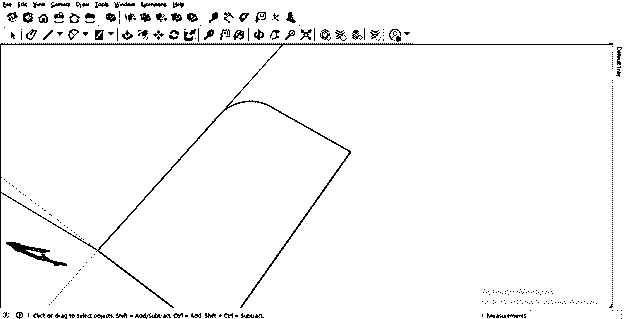 File Edit View Camera Draw Tools Window Extensions Help
Default Tray
Click or drag to select objects. Shift = Add/Subtract. Ctrl = Add. Shift + Ctrl = Subtract.
Measurements